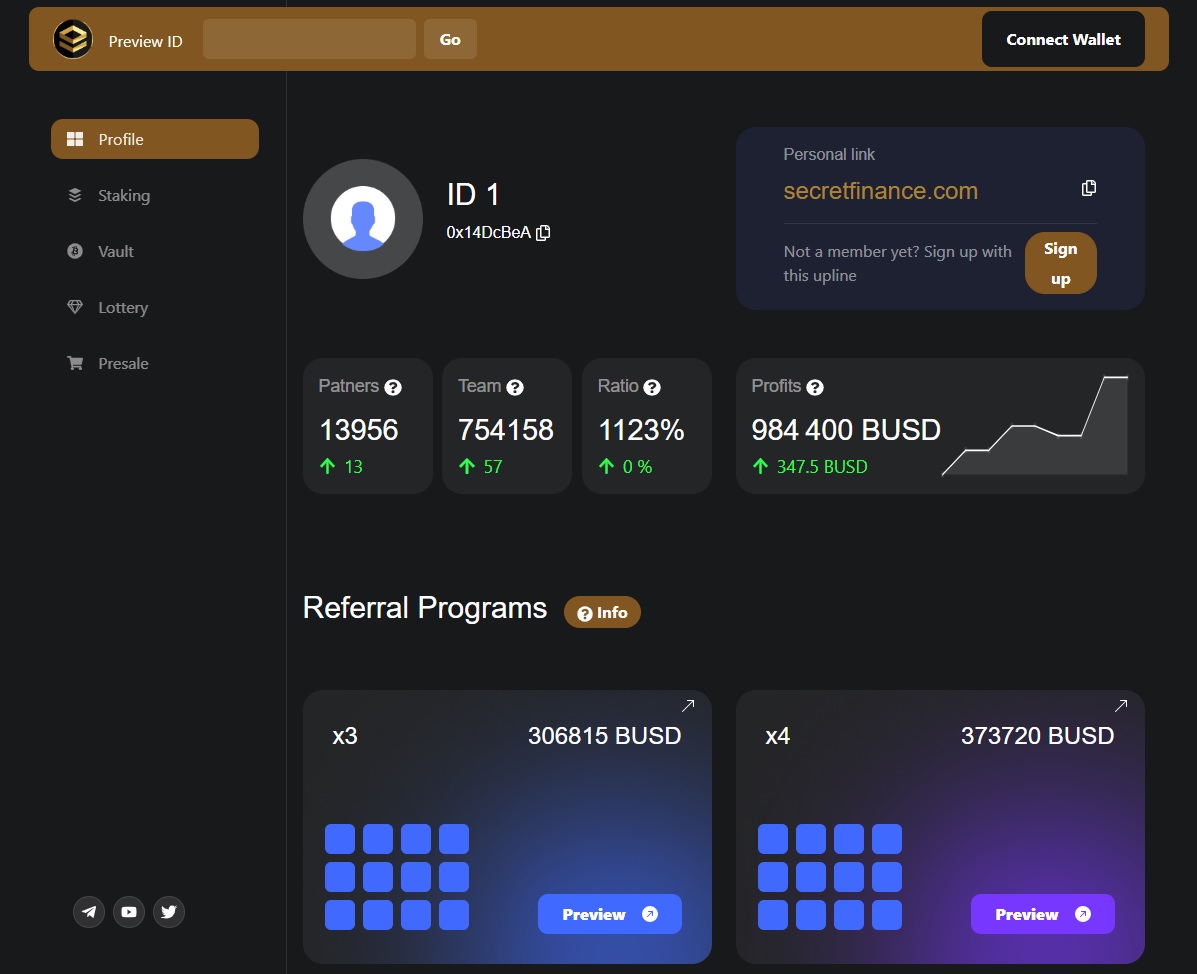 Preview ID
Go
Connect Wallet
Profile
Staking
Vault
Lottery
Presale
ID 1
0x14DcBeA
Personal link
secretfinance.com
Not a member yet? Sign up with
this upline
Sign
up
Patners
13956
13
Team
754158
57
Ratio
1123%
0 %
Profits
984 400 BUSD
347.5 BUSD
Referral Programs
Info
x3
306815 BUSD
Preview
x4
373720 BUSD
Preview